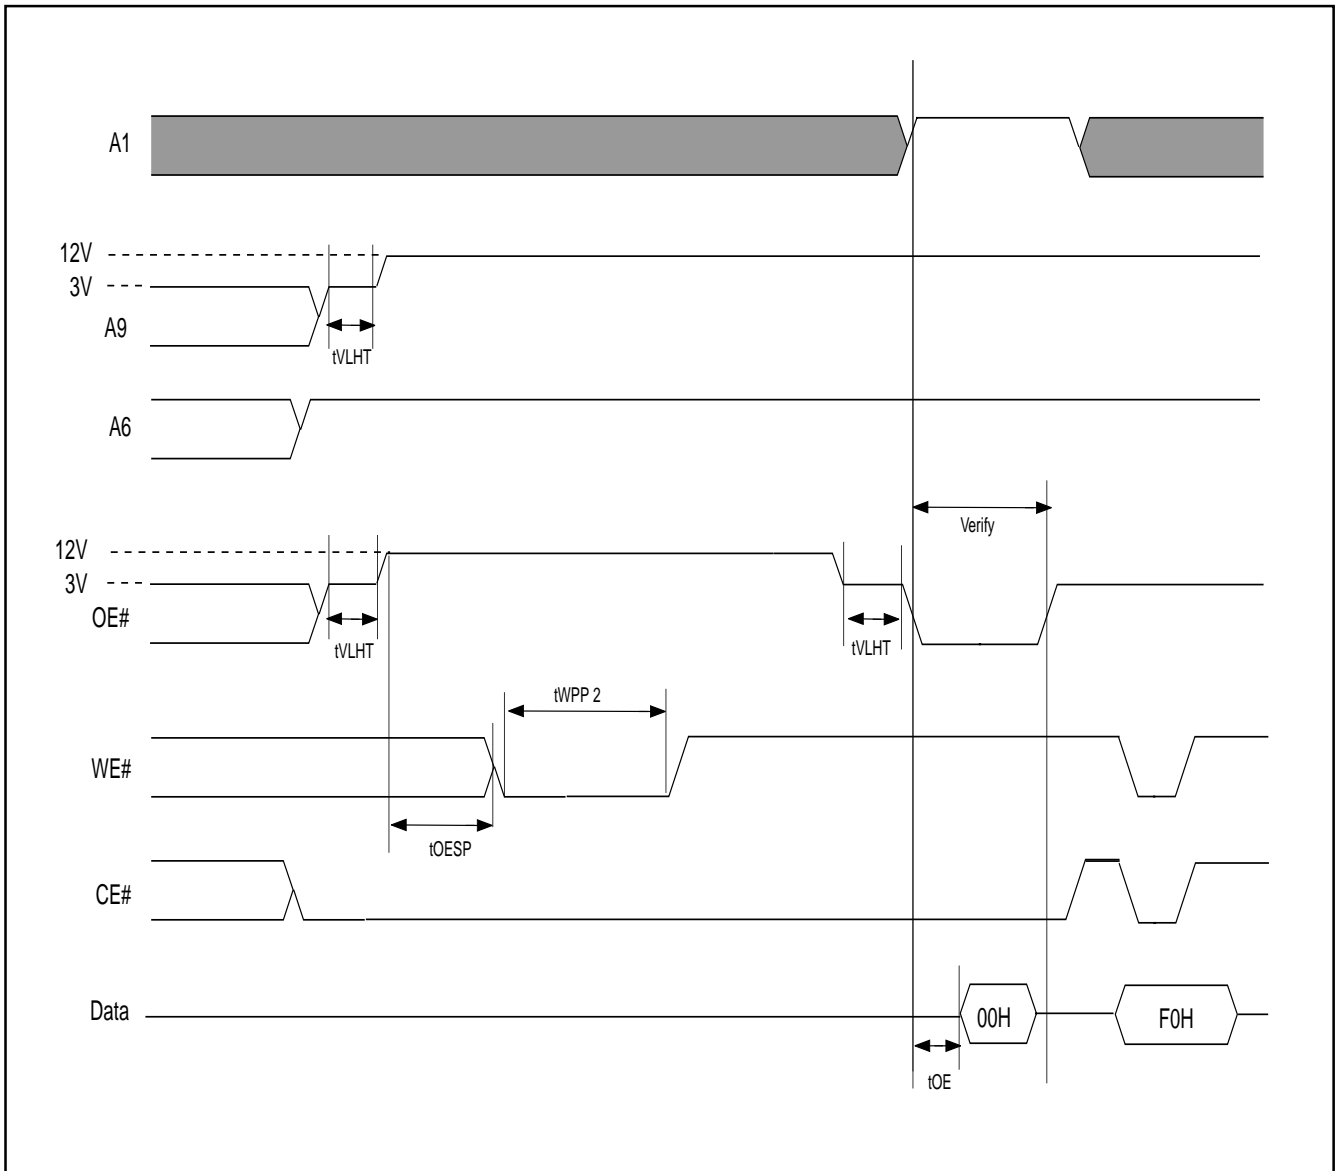 A1
12V
3V
A9
tVLHT
A6
Verify
12V
3V
OE#
tVLHT
tVLHT
tWPP 2
WE#
tOESP
CE#
Data
00H
F0H
tOE